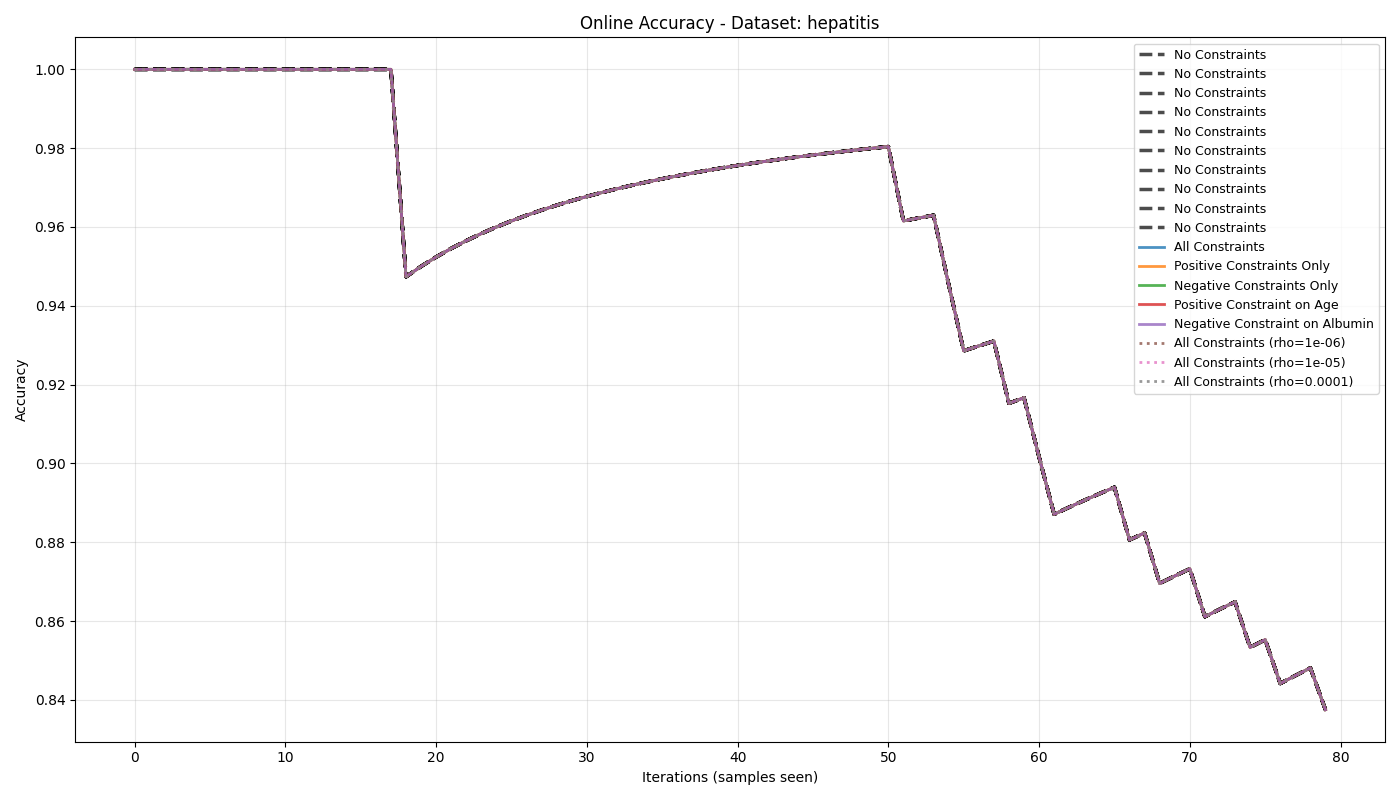 Online Accuracy - Dataset: hepatitis
1.00
0.98
0.96
0.94
0.92
0.90
0.88
0.86
0.84
Accuracy
0
10
20
30
40
50
60
70
80
Iterations (samples seen)
No Constraints
No Constraints
No Constraints
No Constraints
No Constraints
No Constraints
No Constraints
No Constraints
No Constraints
No Constraints
All Constraints
Positive Constraints Only
Negative Constraints Only
Positive Constraint on Age
Negative Constraint on Albumin
All Constraints (rho=1e-06)
All Constraints (rho=1e-05)
All Constraints (rho=0.0001)